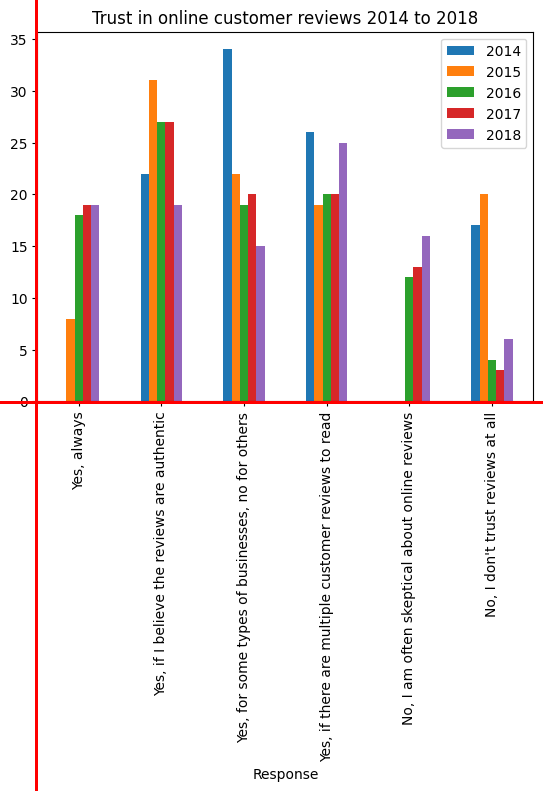 Trust in online customer reviews 2014 to 2018
35
30
25
20
15
10
5
0
2014
2015
2016
2017
2018
Yes, always
Yes, if I believe the reviews are authentic
Yes, for some types of businesses, no for others
Yes, if there are multiple customer reviews to read
No, I am often skeptical about online reviews
No, I don't trust reviews at all
Response